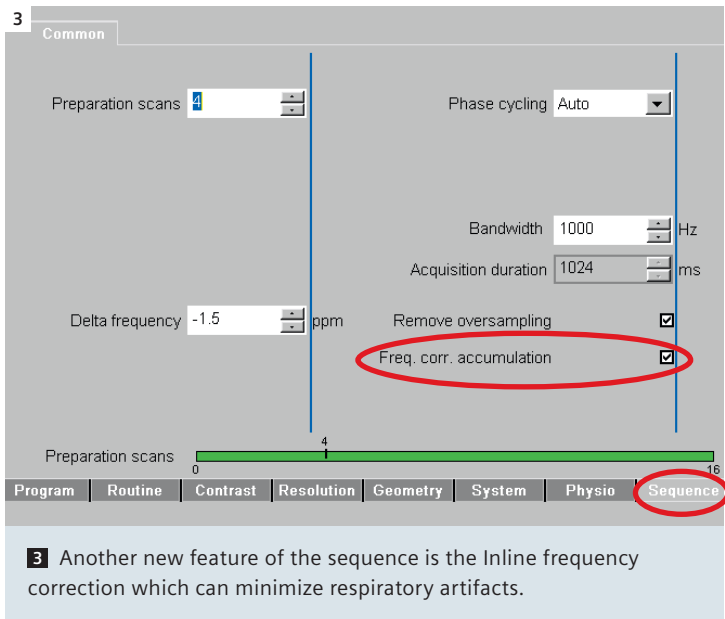 3
Common
Preparation scans 4 Phase cycling Auto
Bandwidth 1000 Hz
Acquisition duration 1024 ms
Delta frequency -1.5 ppm Remove oversampling
Freq. corr. accumulation
4
Preparation scans
0 16
Program Routine Contrast Resolution Geometry System Physio Sequence
3 Another new feature of the sequence is the Inline frequency
correction which can minimize respiratory artifacts.